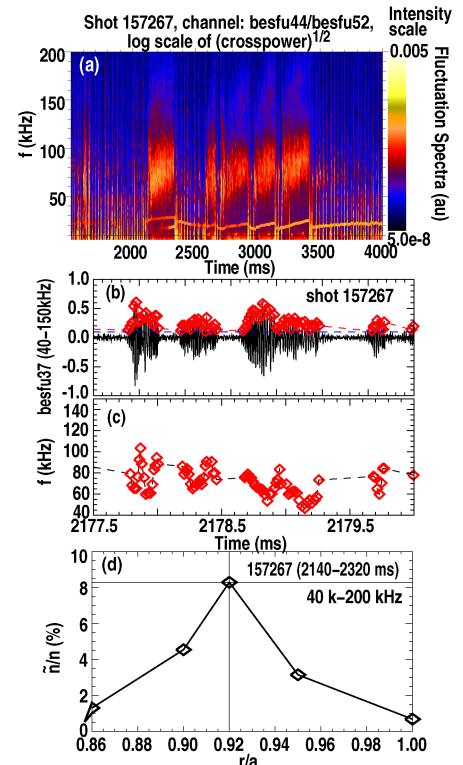 Shot 157267, channel: besfu44/besfu52,
log scale of (crosspower)^1/2
Intensity
scale
(a)
200
150
100
50
f (kHz)
0.005
Fluctuation Spectra (au)
5.0e-8
2000 2500 3000 3500 4000
Time (ms)
(b)
shot 157267
1.0
0.5
0.0
-0.5
-1.0
besfu37 (40-150kHz)
(c)
140
120
100
80
60
40
f (kHz)
2177.5 2178.5 2179.5
Time (ms)
(d)
157267 (2140-2320 ms)
40 k-200 kHz
10
8
6
4
2
0
ñ/n (%)
0.86 0.88 0.90 0.92 0.94 0.96 0.98 1.00
r/a